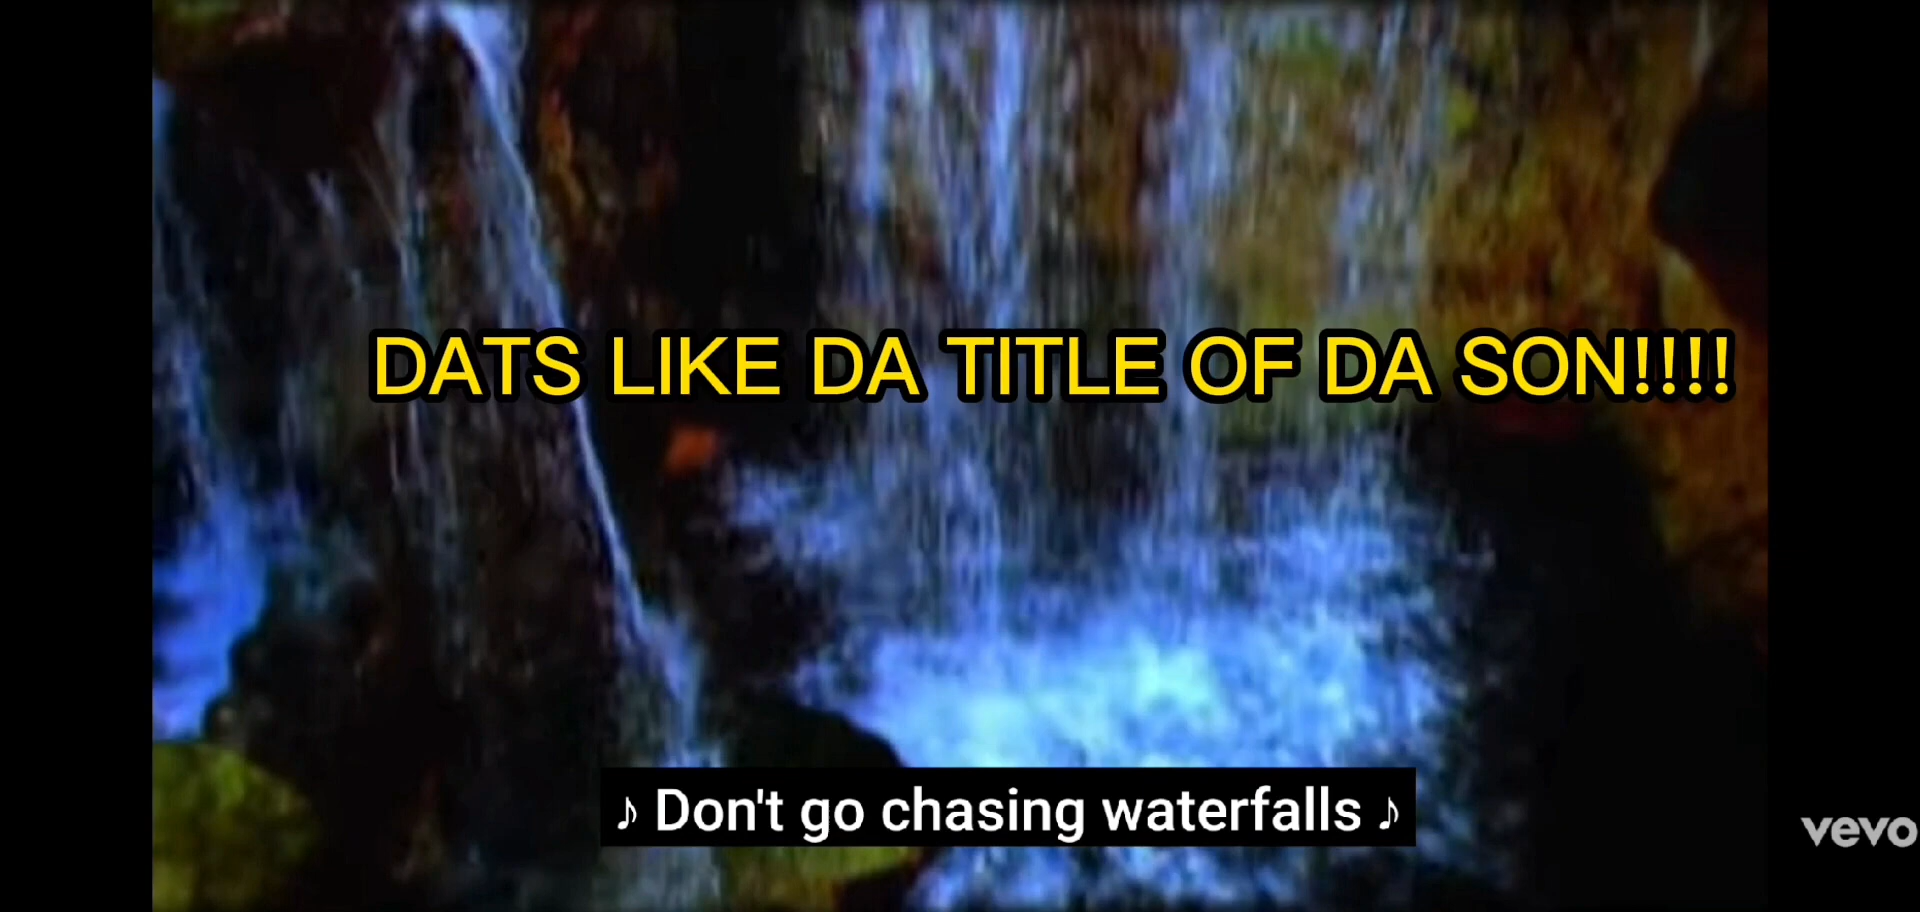 DATS LIKE DA TITLE OF DA SON!!!!
♪ Don't go chasing waterfalls ♪
vevo